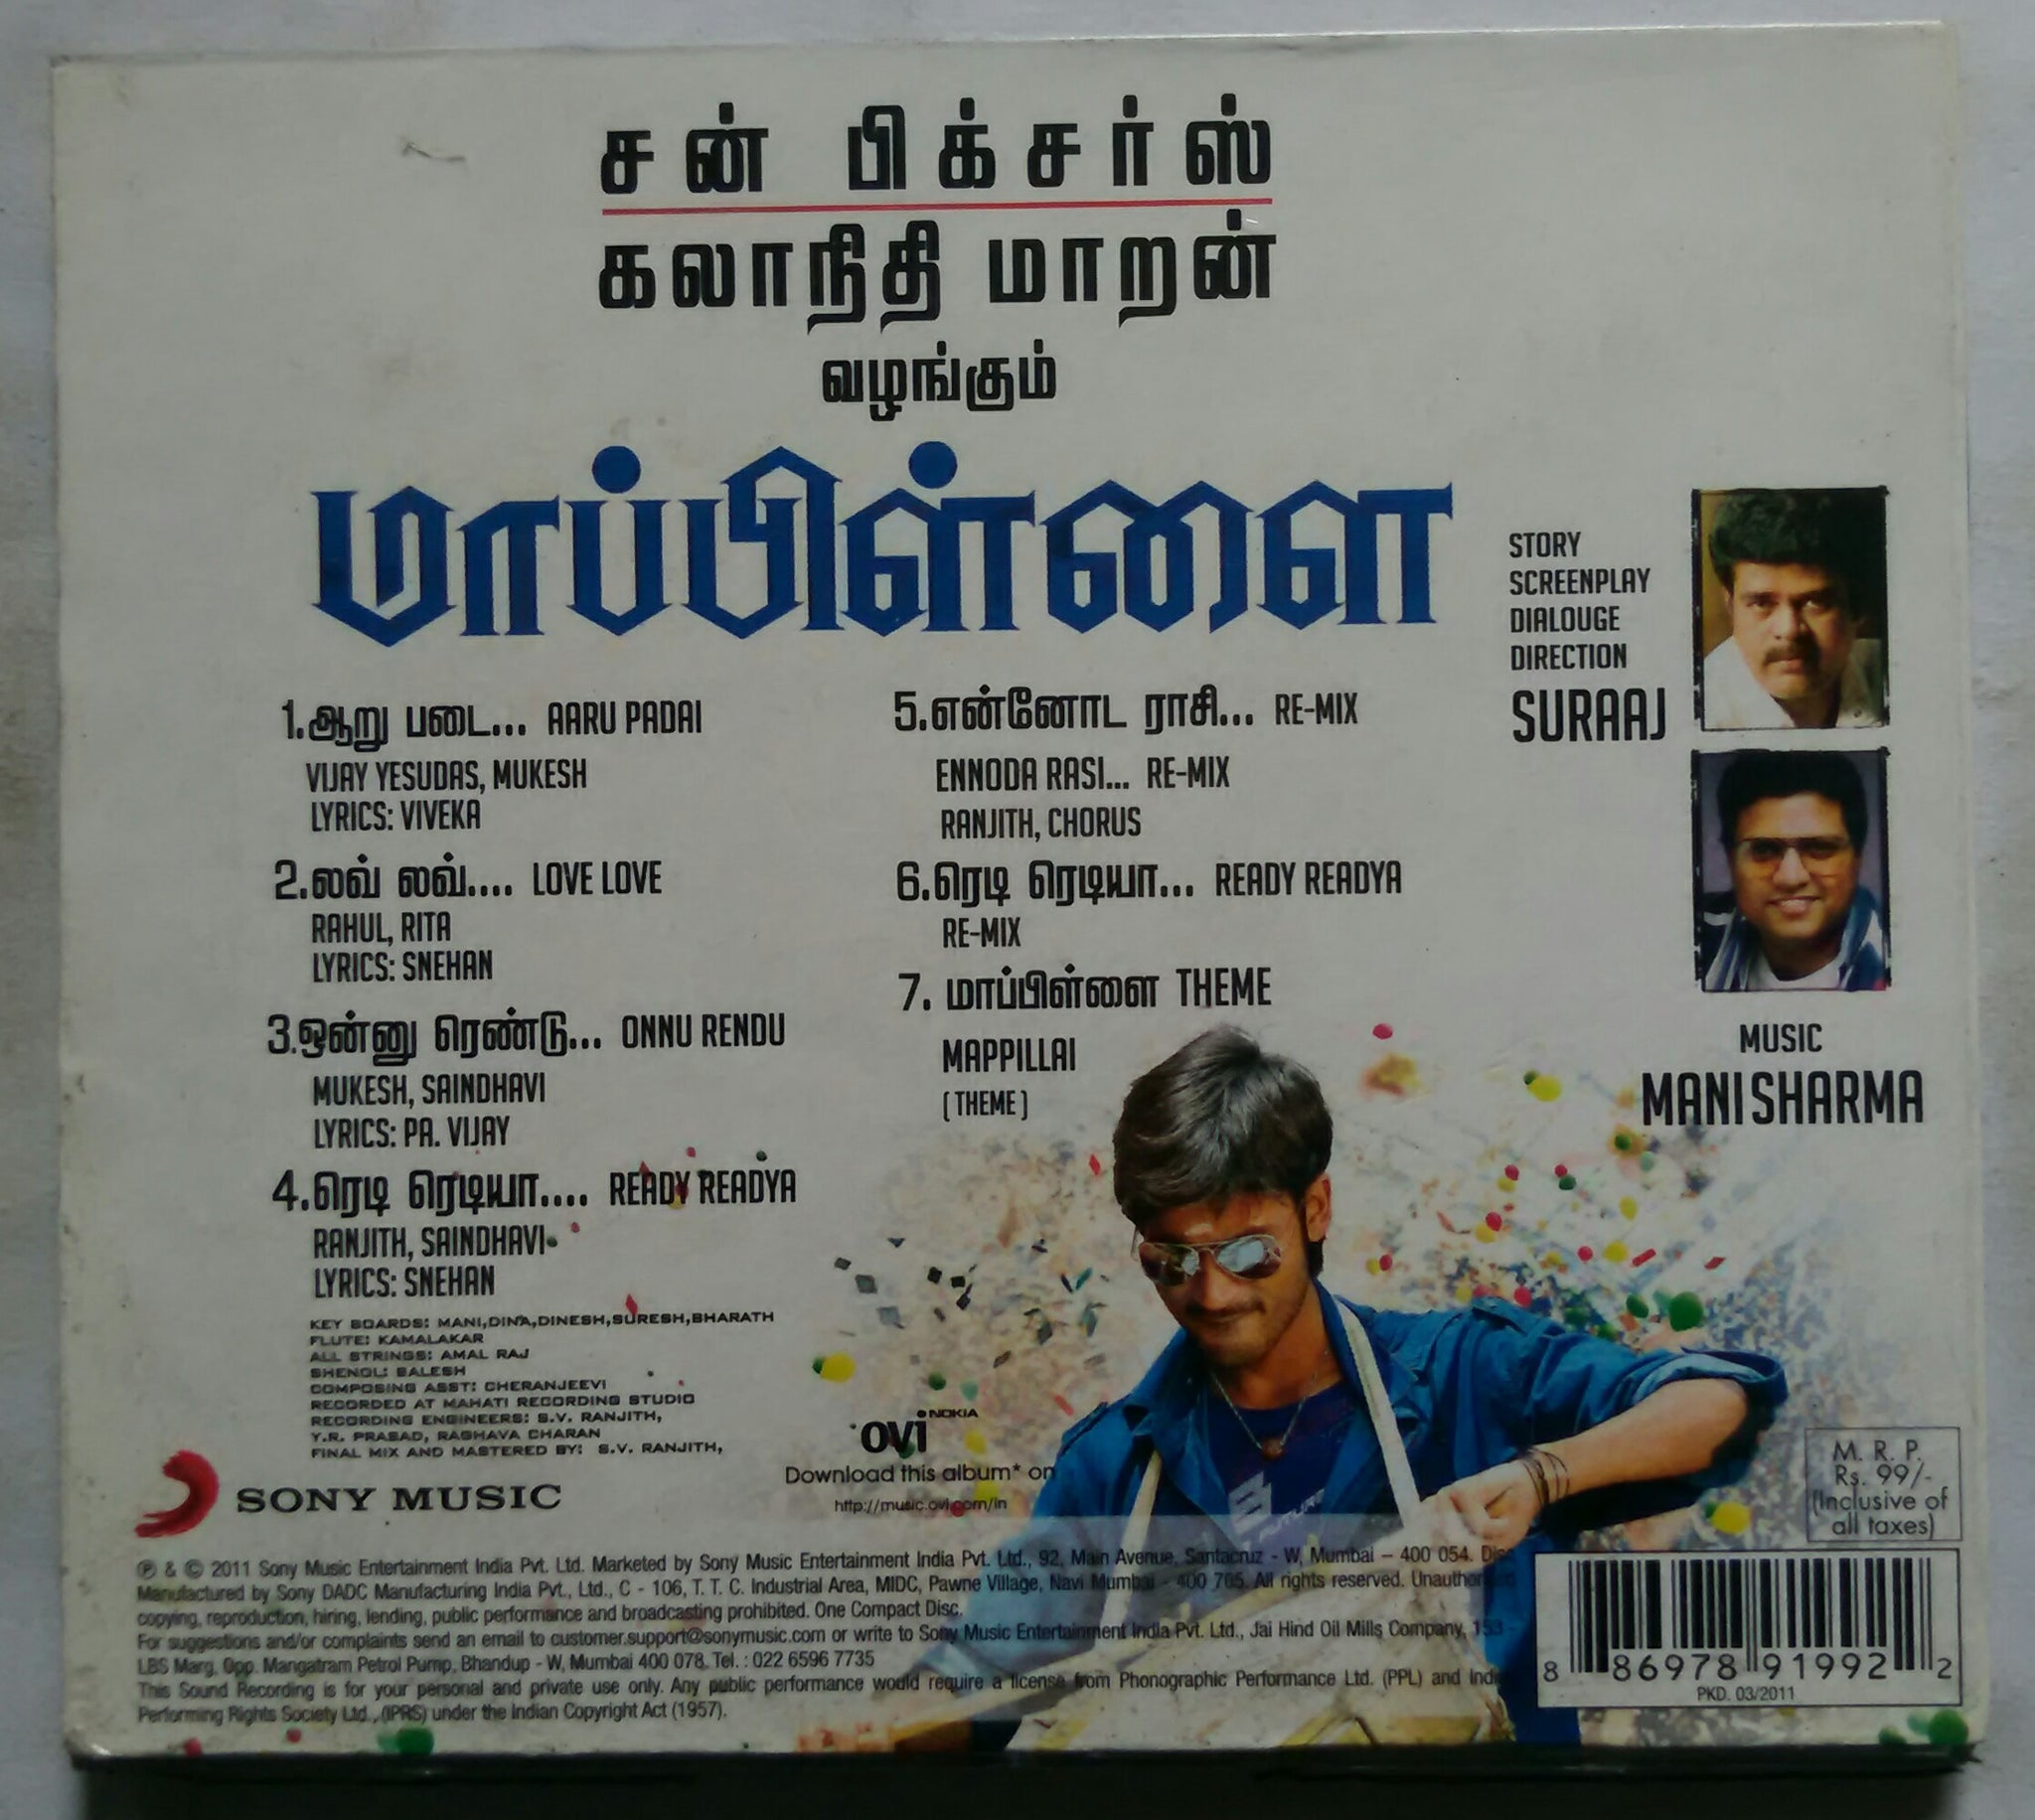 சன் பிக்சர்ஸ்
கலாநிதி மாறன்
வழங்கும்
மாப்பிள்ளை
1.ஆறு படை... AARU PADAI
VIJAY YESUDAS, MUKESH
LYRICS: VIVEKA
2.லவ் லவ்.... LOVE LOVE
RAHUL, RITA
LYRICS: SNEHAN
3.ஒன்னு ரெண்டு... ONNU RENDU
MUKESH, SAINDHAVI
LYRICS: PA. VIJAY
4.ரெடி ரெடியா.... READY READYA
RANJITH, SAINDHAVI
LYRICS: SNEHAN
5.என்னோட ராசி... RE-MIX
ENNODA RASI... RE-MIX
RANJITH, CHORUS
6.ரெடி ரெடியா... READY READYA
RE-MIX
7. மாப்பிள்ளை THEME
MAPPILLAI
(THEME)
STORY
SCREENPLAY
DIALOUGE
DIRECTION
SURAAJ
MUSIC
MANISHARMA
KEY BOARDS: MANI,DINA,DINESH,SURESH,BHARATH
FLUTE: KAMALAKAR
ALL STRINGS: AMAL RAJ
SHENOL: BALESH
COMPOSING ASST: CHERANJEEVI
RECORDED AT MAHATI RECORDING STUDIO
RECORDING ENGINEERS: S.V. RANJITH,
Y.R. PRASAD, RAGHAVA CHARAN
FINAL MIX AND MASTERED BY: S.V. RANJITH,
SONY MUSIC
ovi NOKIA
Download this album* on
http://music.ovi.com/in
M. R. P.
Rs. 99/-
(Inclusive of
all taxes)
℗ & © 2011 Sony Music Entertainment India Pvt. Ltd. Marketed by Sony Music Entertainment India Pvt. Ltd., 92, Main Avenue, Santacruz - W, Mumbai – 400 054. Disc
Manufactured by Sony DADC Manufacturing India Pvt., Ltd., C - 106, T. T. C. Industrial Area, MIDC, Pawne Village, Navi Mumbai - 400 705. All rights reserved. Unauthorized
copying, reproduction, hiring, lending, public performance and broadcasting prohibited. One Compact Disc.
For suggestions and/or complaints send an email to customer.support@sonymusic.com or write to Sony Music Entertainment India Pvt. Ltd., Jai Hind Oil Mills Company, 153 -
LBS Marg, Opp. Mangatram Petrol Pump, Bhandup - W, Mumbai 400 078. Tel. : 022 6596 7735
This Sound Recording is for your personal and private use only. Any public performance would require a license from Phonographic Performance Ltd. (PPL) and
Performing Rights Society Ltd., (IPRS) under the Indian Copyright Act (1957).
8 86978 91992 2
PKD. 03/2011